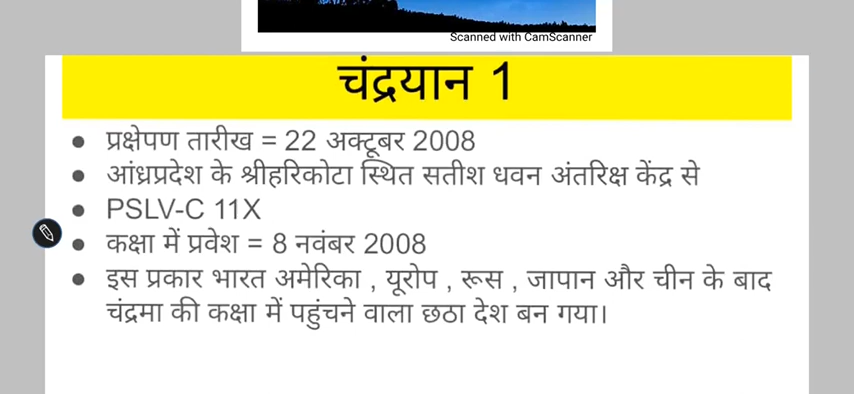 Scanned with CamScanner
चंद्रयान 1
प्रक्षेपण तारीख = 22 अक्टूबर 2008
आंध्रप्रदेश के श्रीहरिकोटा स्थित सतीश धवन अंतरिक्ष केंद्र से
PSLV-C 11X
कक्षा में प्रवेश = 8 नवंबर 2008
इस प्रकार भारत अमेरिका , यूरोप , रूस , जापान और चीन के बाद
चंद्रमा की कक्षा में पहुंचने वाला छठा देश बन गया।